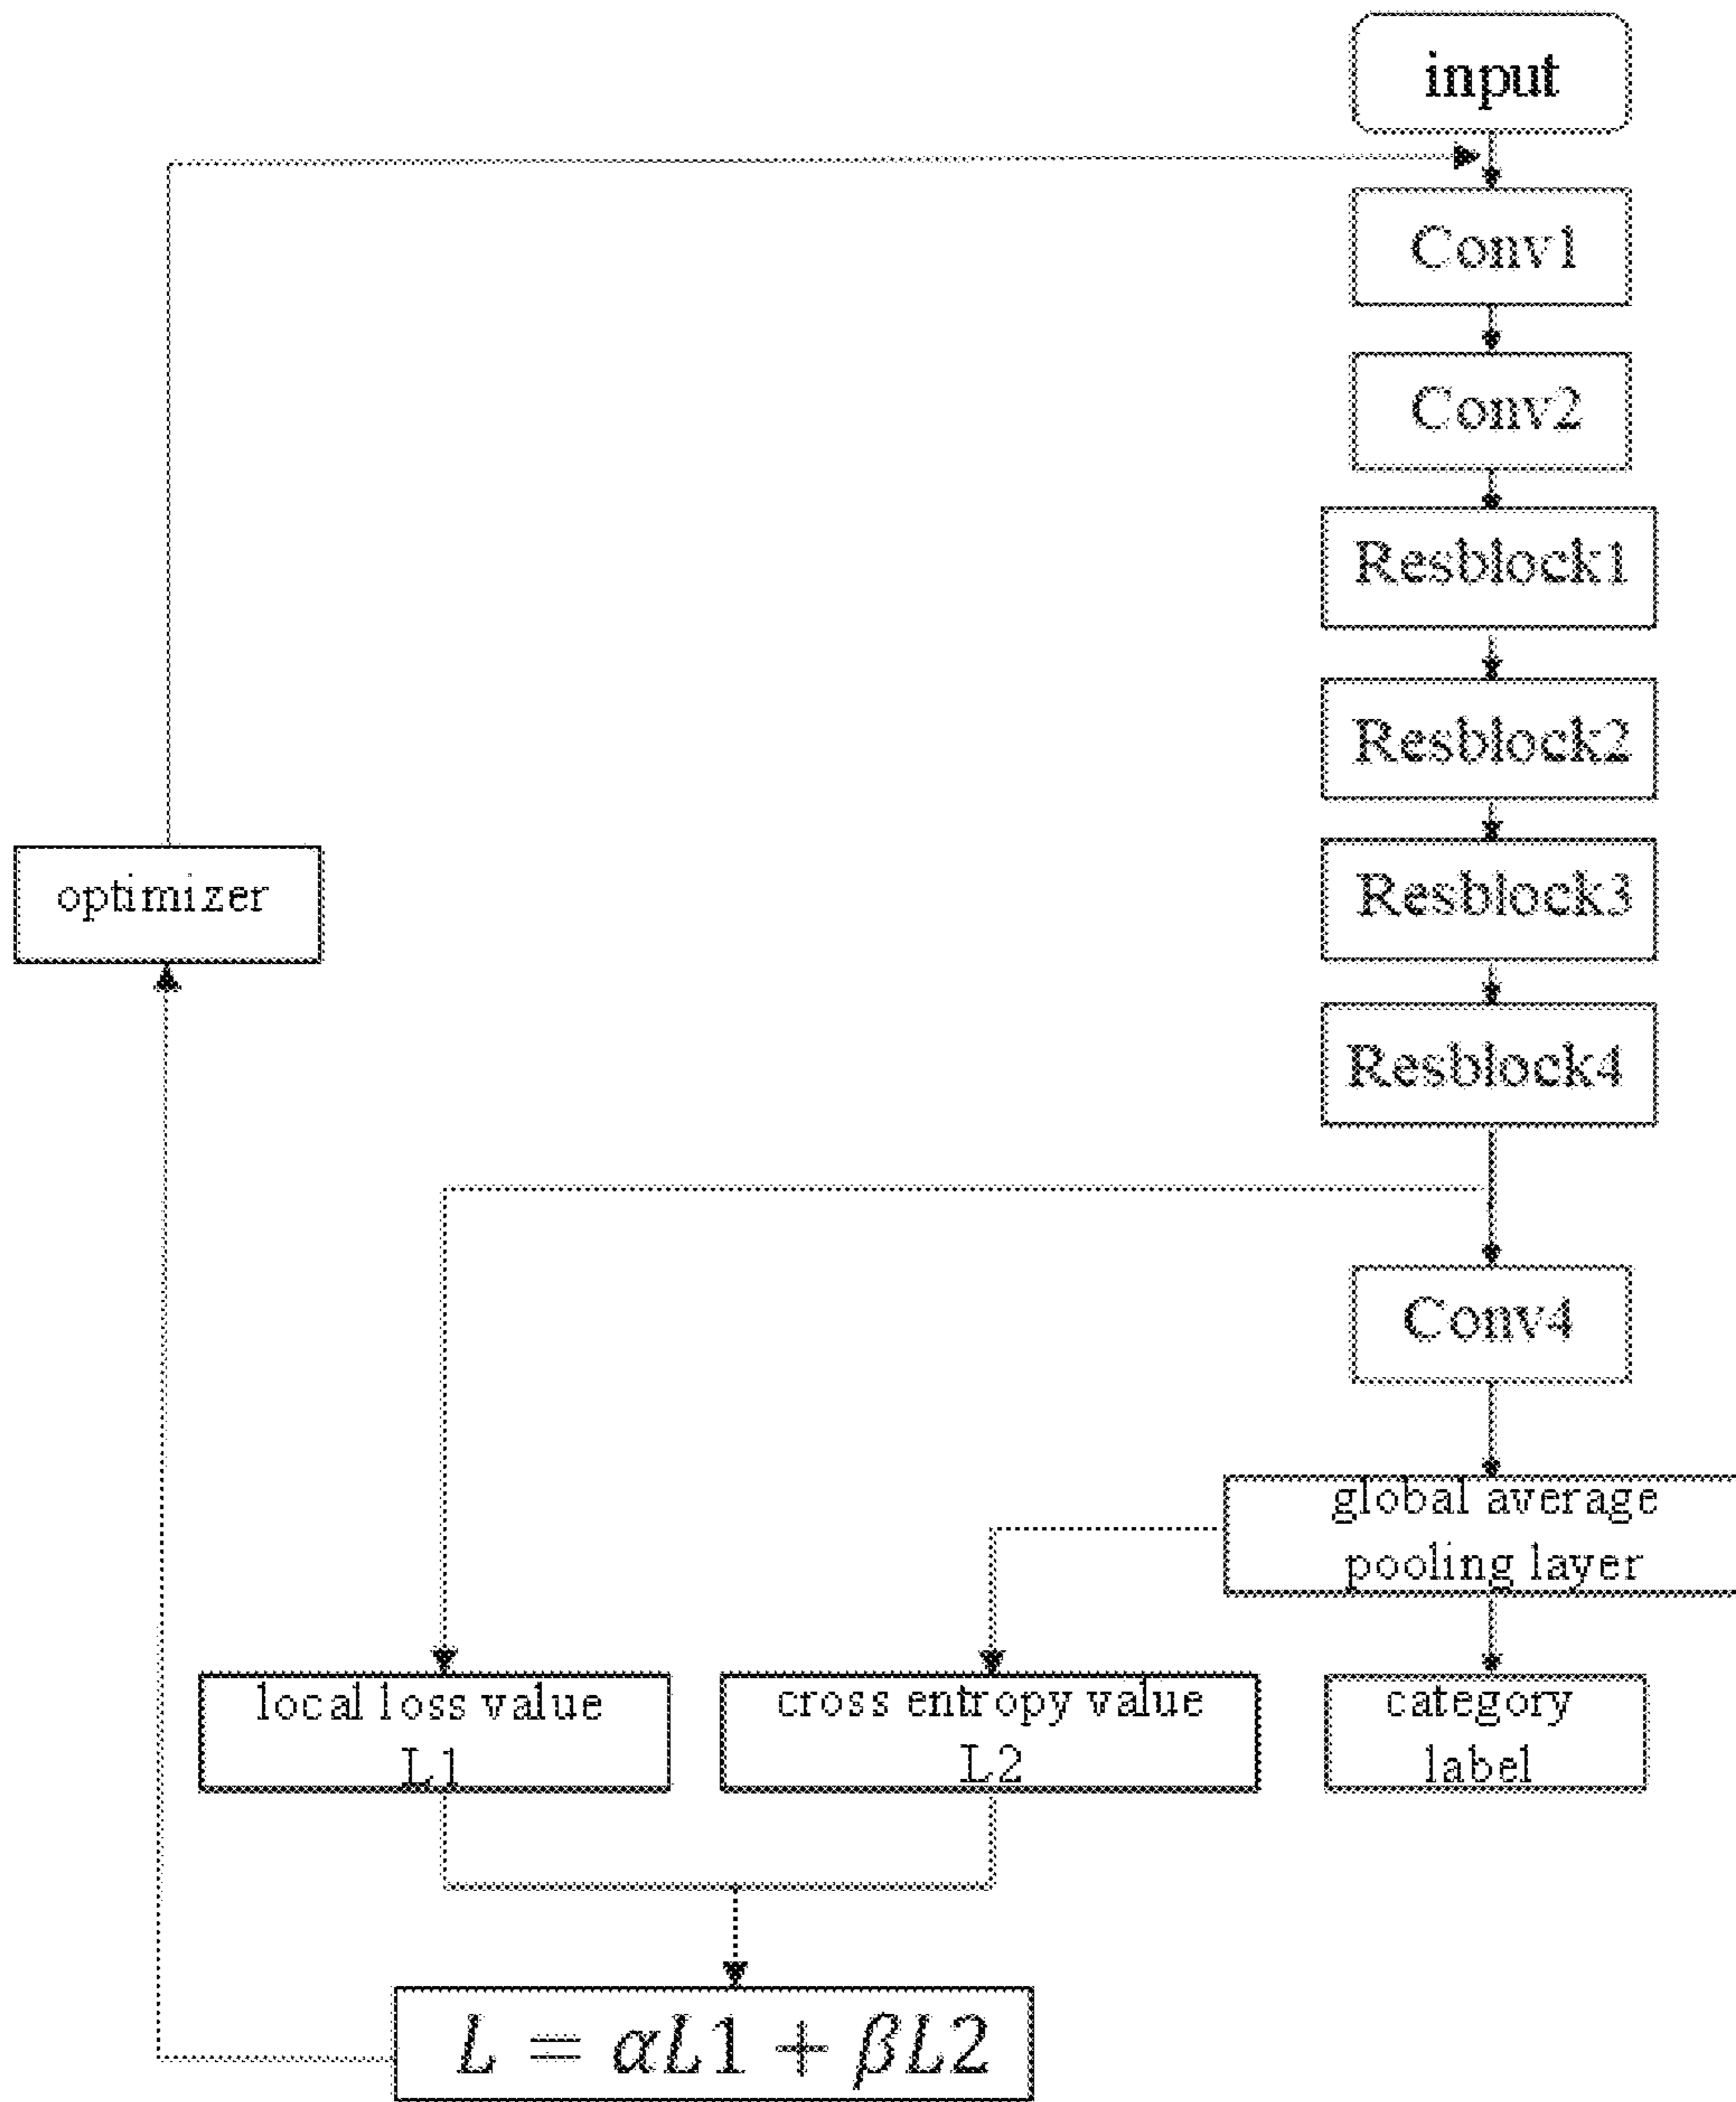 input
Conv1
Conv2
Resblock1
Resblock2
optimizer
Resblock3
Resblock4
Conv4
global average
pooling layer
local loss value
L1
cross entropy value
L2
category
label
L = αL1 + βL2